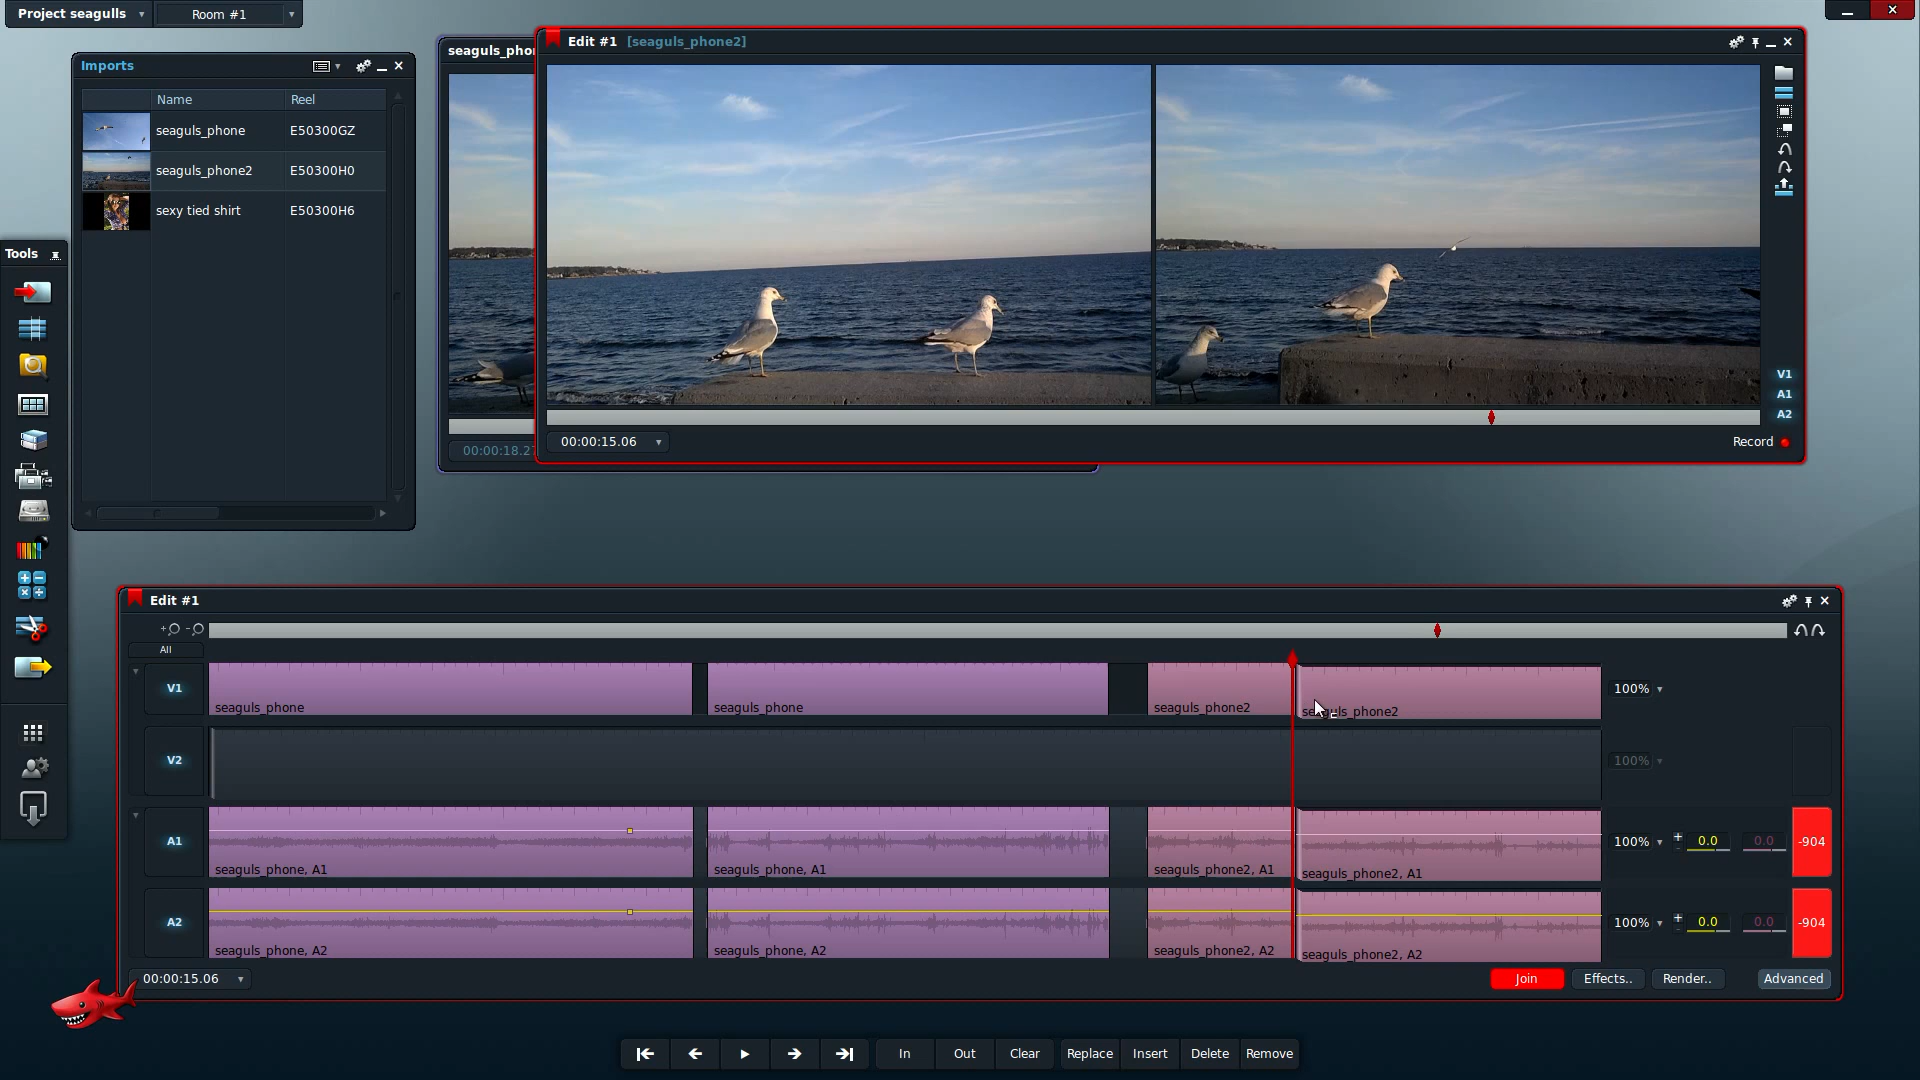 Project seagulls
Room #1
Imports
Name
Reel
seaguls_phone
E50300GZ
seaguls_phone2
E50300H0
sexy tied shirt
E50300H6
Tools
seaguls_pho
00:00:18.2
Edit #1 [seaguls_phone2]
V1
A1
A2
00:00:15.06
Record
Edit #1
All
V1
seaguls_phone
seaguls_phone
seaguls_phone2
seaguls_phone2
100%
V2
100%
A1
seaguls_phone, A1
seaguls_phone, A1
seaguls_phone2, A1
seaguls_phone2, A1
100%
0.0
0.0
-904
A2
seaguls_phone, A2
seaguls_phone, A2
seaguls_phone2, A2
seaguls_phone2, A2
100%
0.0
0.0
-904
00:00:15.06
Join
Effects..
Render..
Advanced
In
Out
Clear
Replace
Insert
Delete
Remove